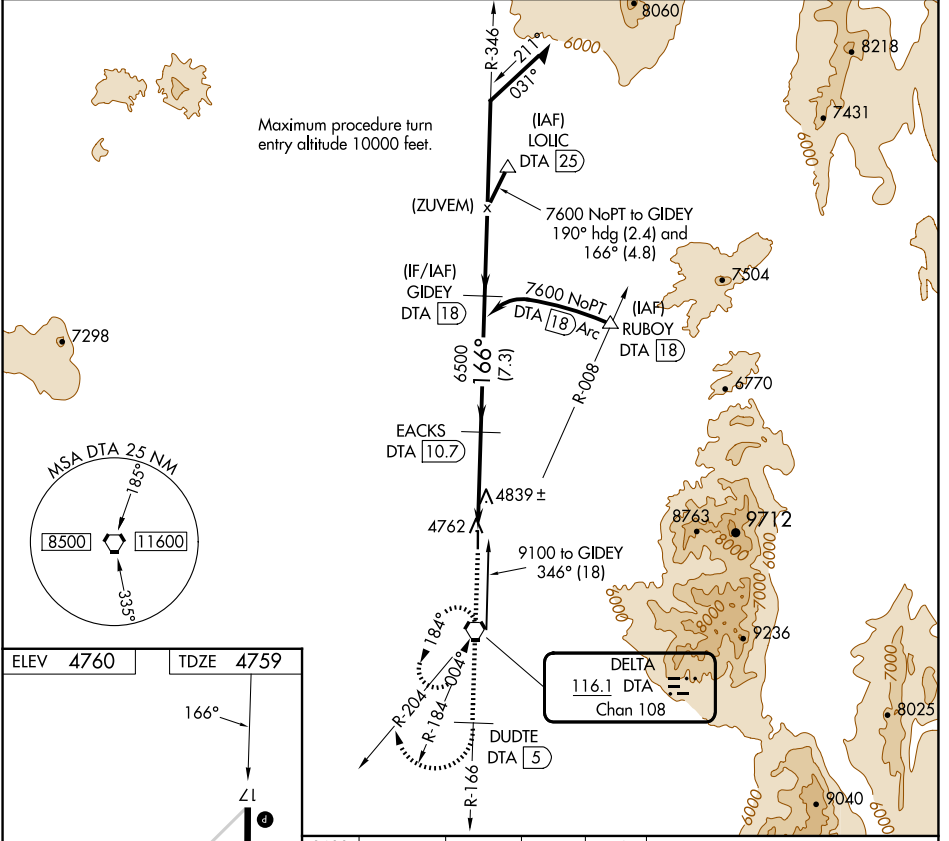 8060
6000
8218
7431
6000
R-346
211°
031°
Maximum procedure turn
entry altitude 10000 feet.
(IAF)
LOLIC
DTA 25
(ZUVEM) x
7600 NoPT to GIDEY
190° hdg (2.4) and
166° (4.8)
(IF/IAF)
GIDEY
DTA 18
7600 NoPT
DTA 18 Arc
(IAF)
RUBOY
DTA 18
7504
7298
6500
166°
(7.3)
R-008
6770
EACKS
DTA 10.7
4839 ±
4762
MSA DTA 25 NM
185°
8500
11600
335°
8763
9712
8000
6000
7000
9100 to GIDEY
346° (18)
6000
8000
9236
184°
004°
R-204
R-184
R-166
DELTA
116.1 DTA
Chan 108
DUDTE
DTA 5
7000
8025
9040
6000
6000
ELEV 4760
TDZE 4759
166°
17
P